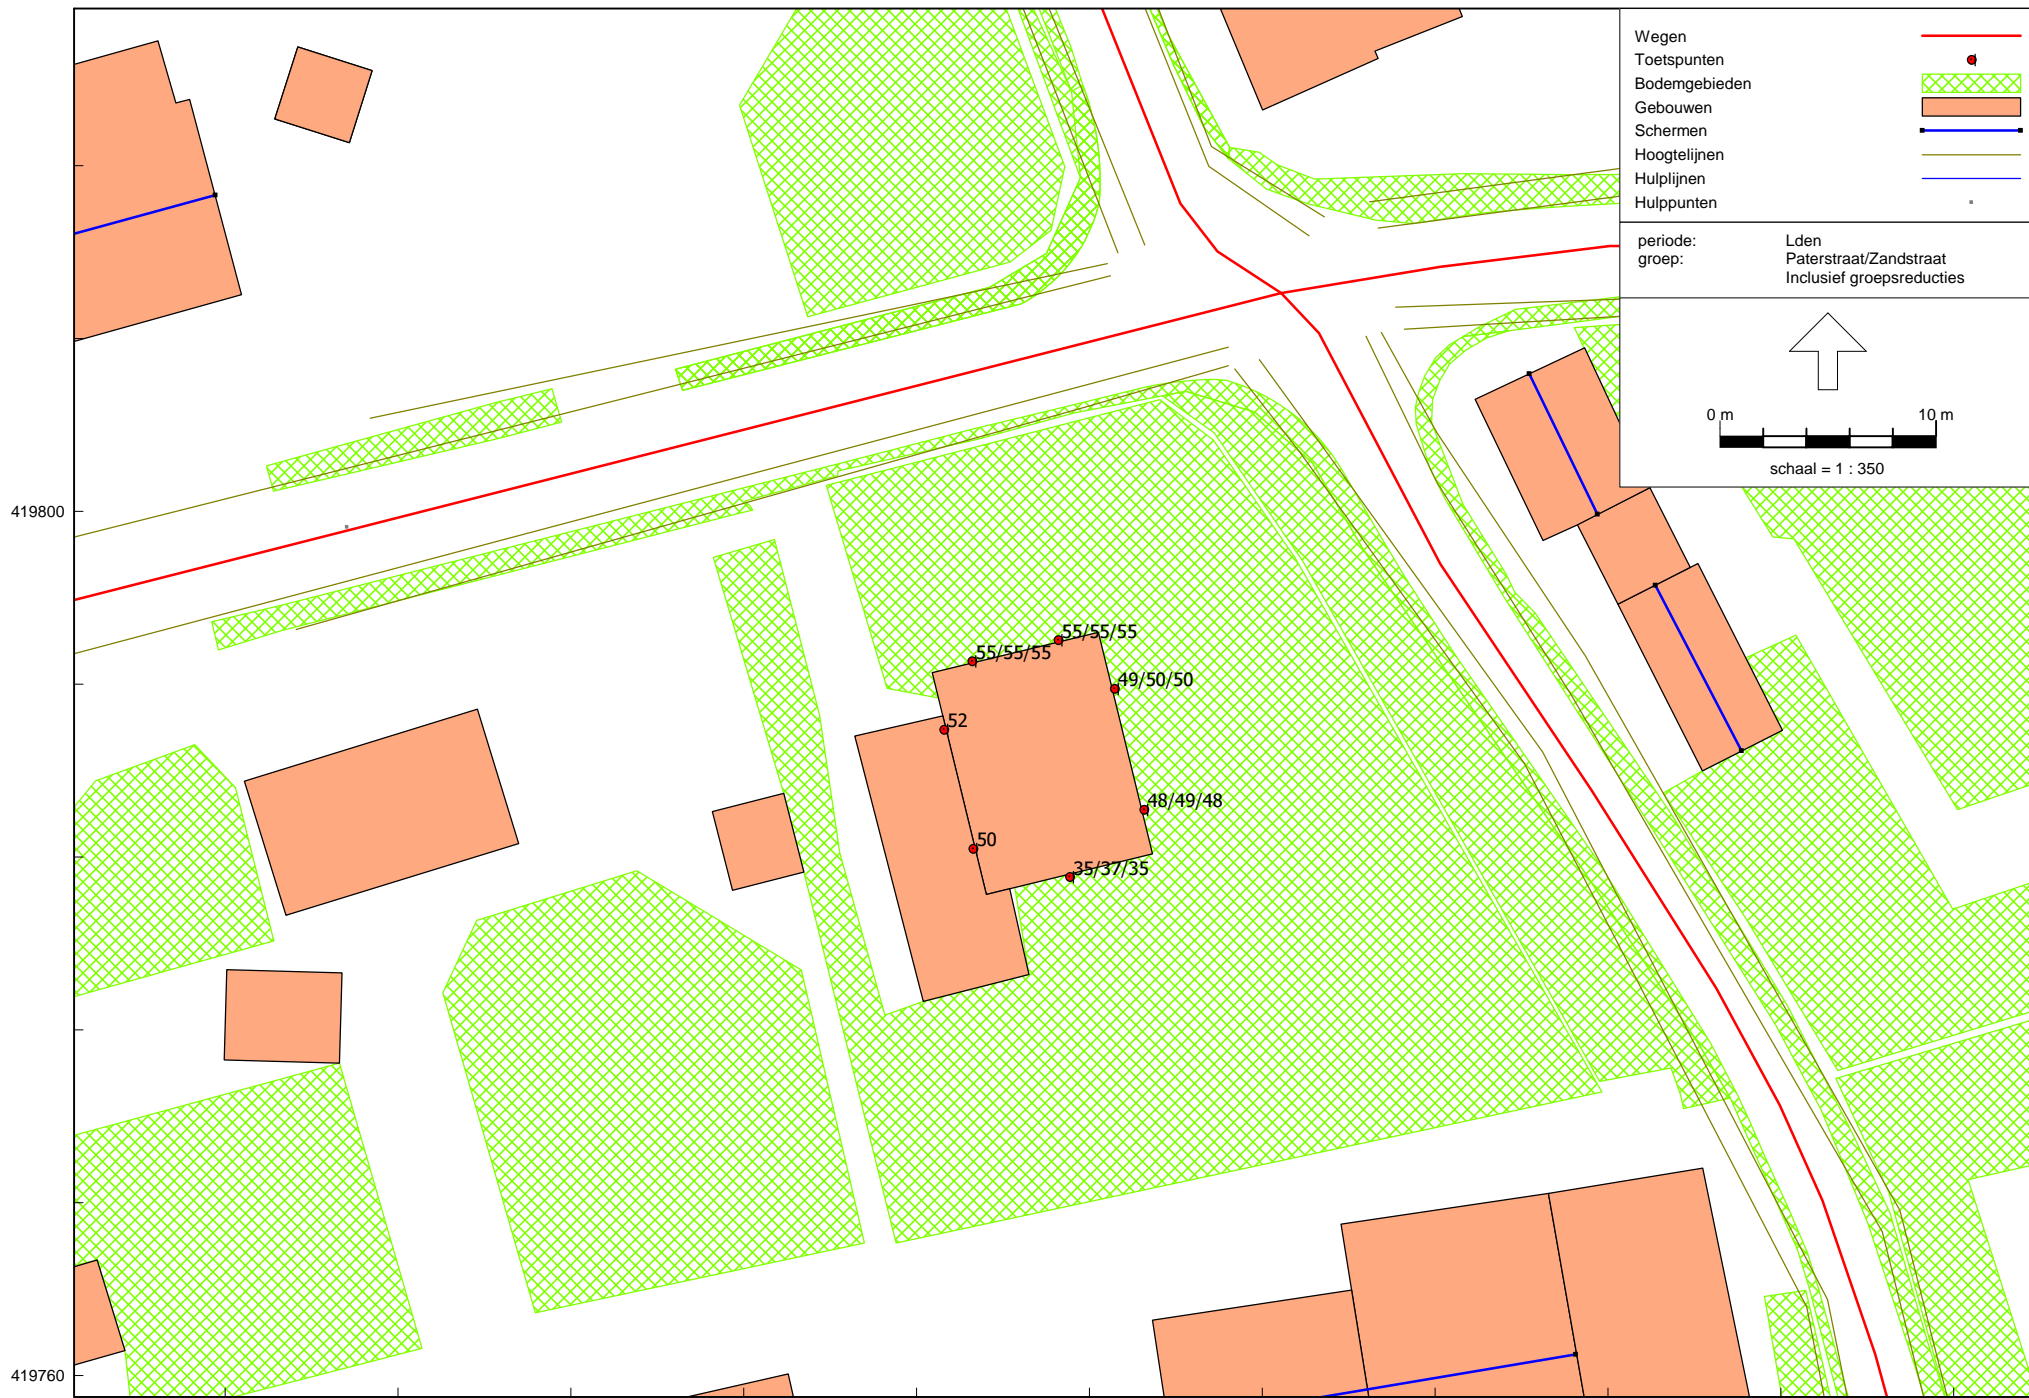 Wegen
Toetspunten
Bodemgebieden
Gebouwen
Schermen
Hoogtelijnen
Hulplijnen
Hulppunten
periode: Lden
groep: Paterstraat/Zandstraat
Inclusief groepsreducties
0 m 10 m
schaal = 1 : 350
419800
55/55/55
55/55/55
49/50/50
52
48/49/48
50
35/37/35
419760